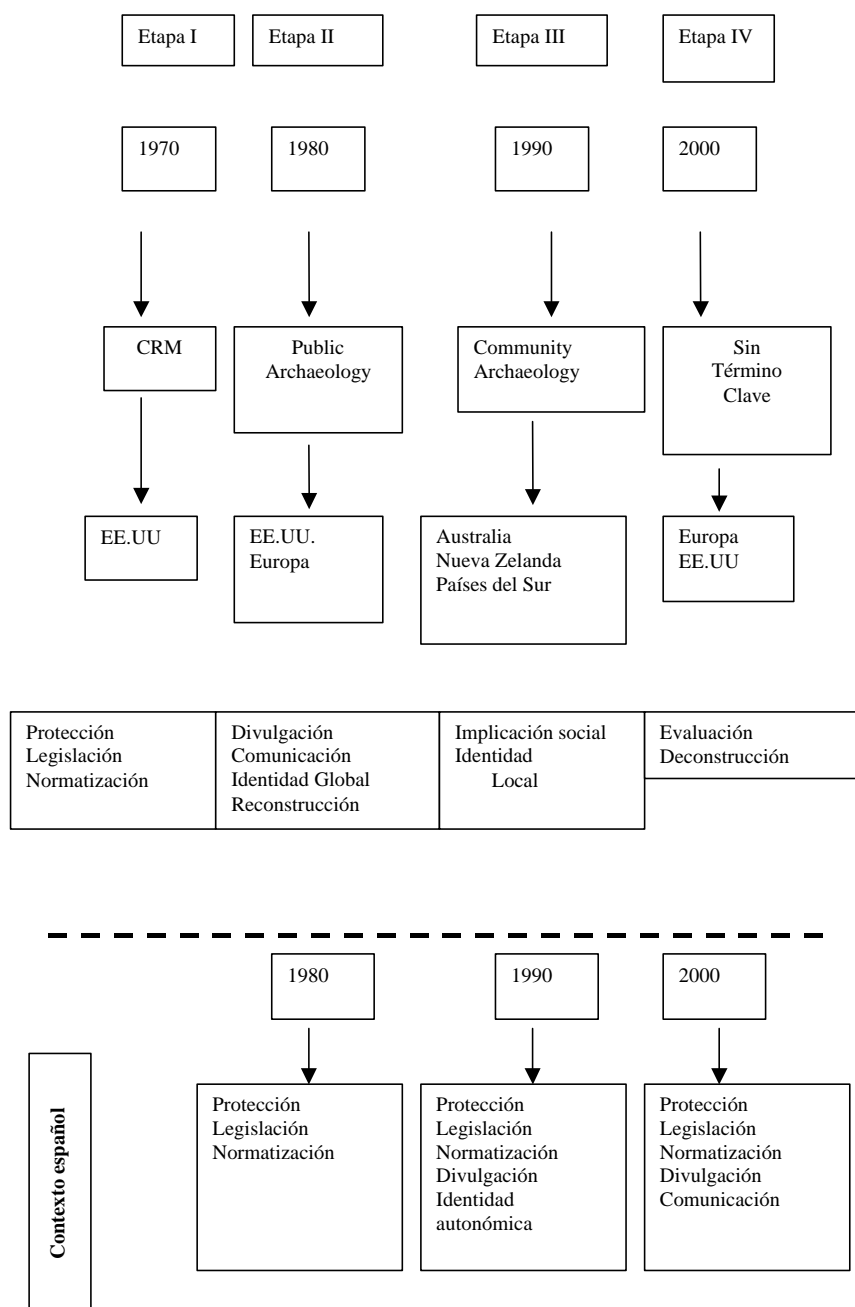 Etapa I
Etapa II
Etapa III
Etapa IV
1970
1980
1990
2000
CRM
Public
Archaeology
Community
Archaeology
Sin
Término
Clave
EE.UU
EE.UU.
Europa
Australia
Nueva Zelanda
Países del Sur
Europa
EE.UU
Protección
Legislación
Normatización
Divulgación
Comunicación
Identidad Global
Reconstrucción
Implicación social
Identidad
Local
Evaluación
Deconstrucción
1980
1990
2000
Contexto español
Protección
Legislación
Normatización
Protección
Legislación
Normatización
Divulgación
Identidad
autonómica
Protección
Legislación
Normatización
Divulgación
Comunicación